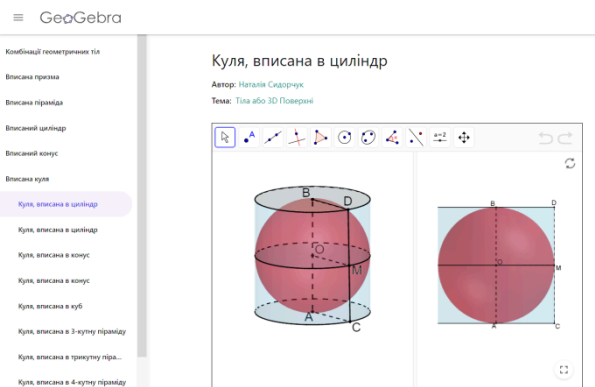 GeoGebra
Комбінації геометричних тіл
Вписана призма
Вписана піраміда
Вписаний циліндр
Вписаний конус
Вписана куля
Куля, вписана в циліндр
Куля, вписана в циліндр
Куля, вписана в конус
Куля, вписана в конус
Куля, вписана в куб
Куля, вписана в 3-кутну піраміду
Куля, вписана в трикутну піра...
Куля, вписана в 4-кутну піраміду
Куля, вписана в циліндр
Автор: Наталія Сидорчук
Тема: Тіла або 3D Поверхні
A
a=2
B
D
O
M
A
C
B
D
O
M
A
C